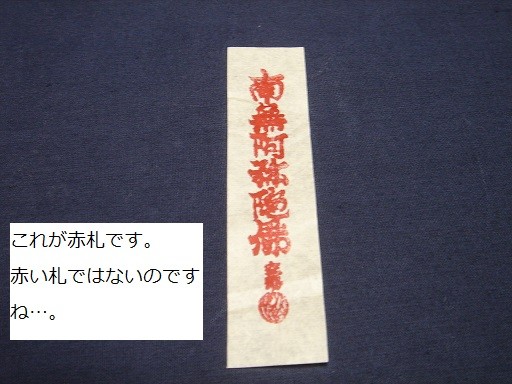 南無阿弥陀佛
これが赤札です。
赤い札ではないのです
ね…。